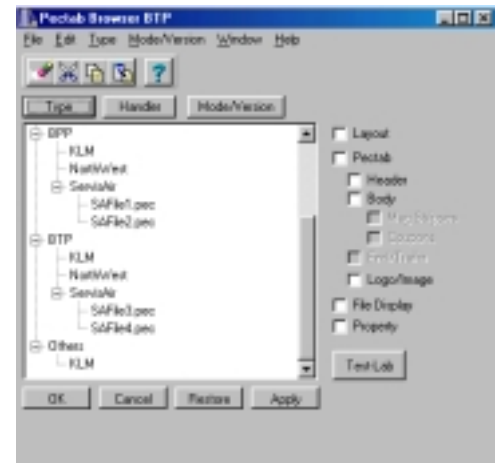 Pectab Browser BTP
File Edit Type Mode/Version Window Help
Type Handler Mode/Version
BPP
KLM
NorthWest
ServisAir
SAFile1.pec
SAFile2.pec
BTP
KLM
NorthWest
ServisAir
SAFile3.pec
SAFile4.pec
Others
KLM
Layout
Pectab
Header
Body
Coupons
Logo/Image
File Display
Property
Test-Lab
OK Cancel Restore Apply